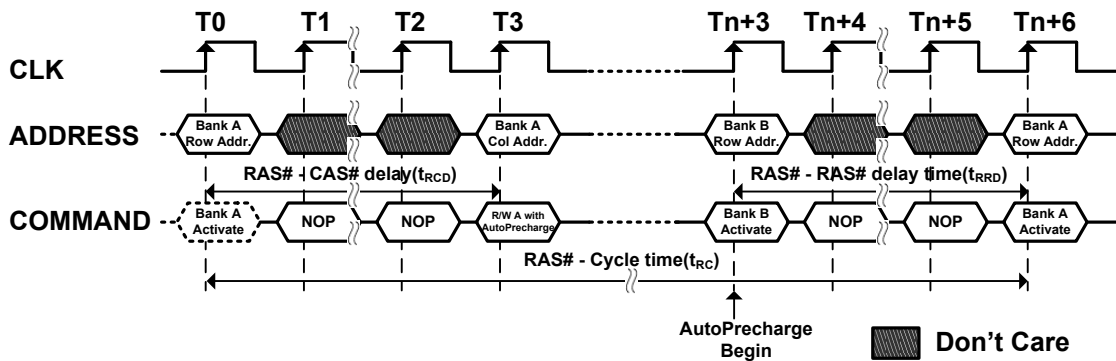 T0 T1 T2 T3 Tn+3 Tn+4 Tn+5 Tn+6
CLK
ADDRESS
Bank A
Row Addr.
Bank A
Col Addr.
Bank B
Row Addr.
Bank A
Row Addr.
RAS# - CAS# delay(tRCD)
RAS# - RAS# delay time(tRRD)
COMMAND
Bank A
Activate
NOP
NOP
R/W A with
AutoPrecharge
Bank B
Activate
NOP
NOP
Bank A
Activate
RAS# - Cycle time(tRC)
AutoPrecharge
Begin
Don't Care